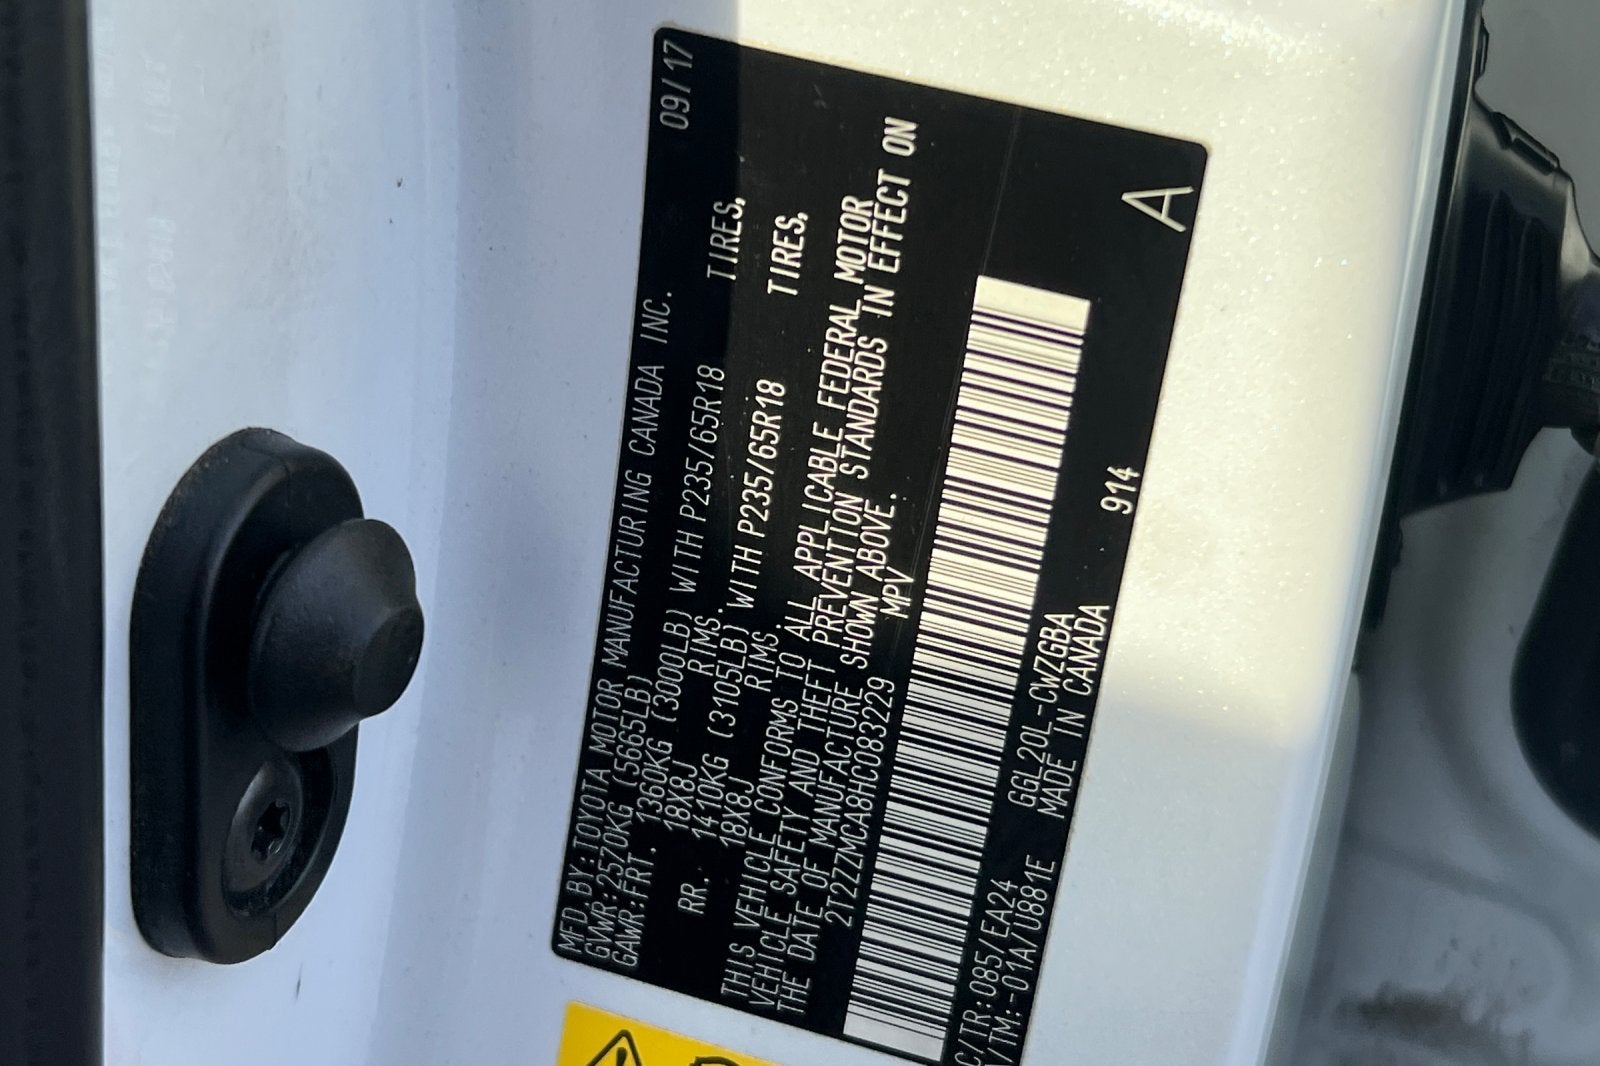 MFD.BY:TOYOTA MOTOR MANUFACTURING CANADA INC. 09/17
GVWR:2570KG (5665LB)
GAWR:FRT. 1360KG (3000LB) WITH P235/65R18 TIRES,
18X8J RIMS.
RR. 1410KG (3105LB) WITH P235/65R18 TIRES,
18X8J RIMS.
THIS VEHICLE CONFORMS TO ALL APPLICABLE FEDERAL MOTOR
VEHICLE SAFETY AND THEFT PREVENTION STANDARDS IN EFFECT ON
THE DATE OF MANUFACTURE SHOWN ABOVE.
2T2ZZMCA8HC083229 MPV
C/TR:085/EA24 GGL20L-CWZGBA 914 A
/TM:-01A/U881E MADE IN CANADA